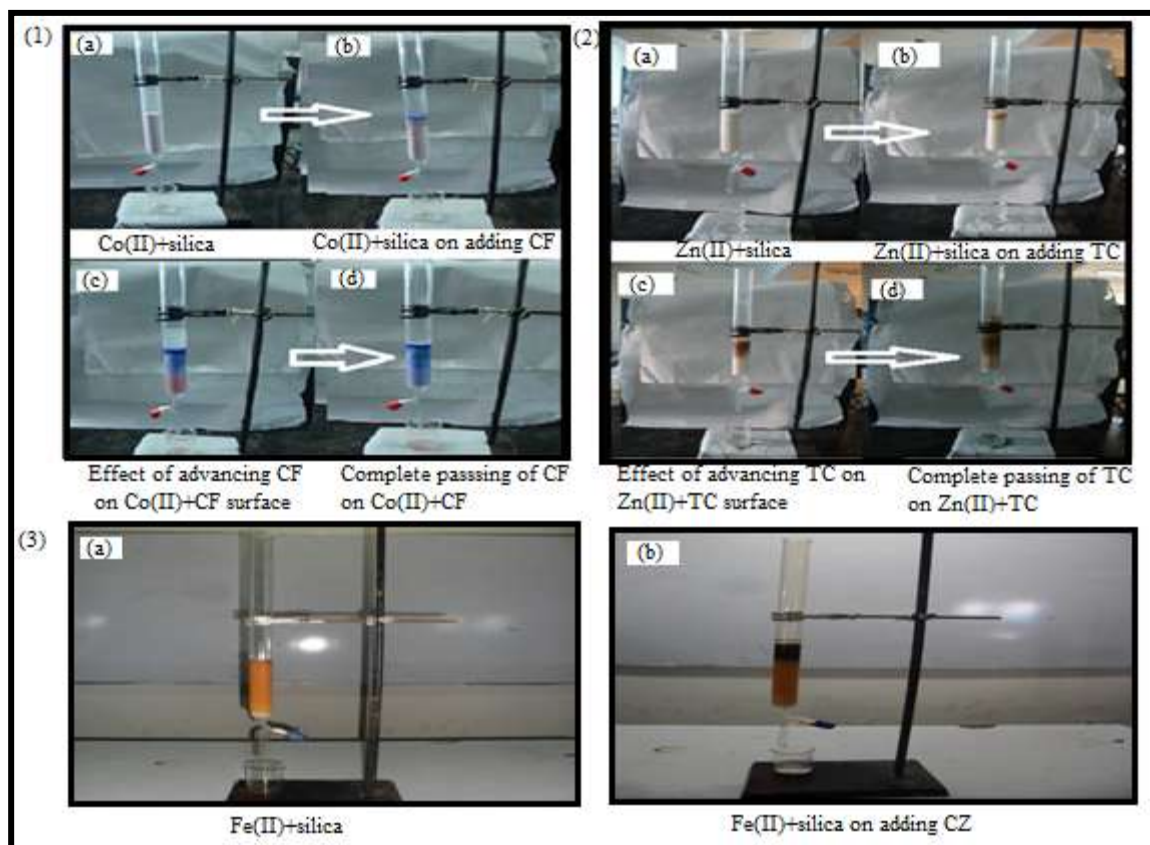 (1)
(a)
(b)
Co(II)+silica
Co(II)+silica on adding CF
(c)
(d)
Effect of advancing CF
on Co(II)+CF surface
Complete passing of CF
on Co(II)+CF
(2)
(a)
(b)
Zn(II)+silica
Zn(II)+silica on adding TC
(c)
(d)
Effect of advancing TC on
Zn(II)+TC surface
Complete passing of TC
on Zn(II)+TC
(3)
(a)
(b)
Fe(II)+silica
Fe(II)+silica on adding CZ